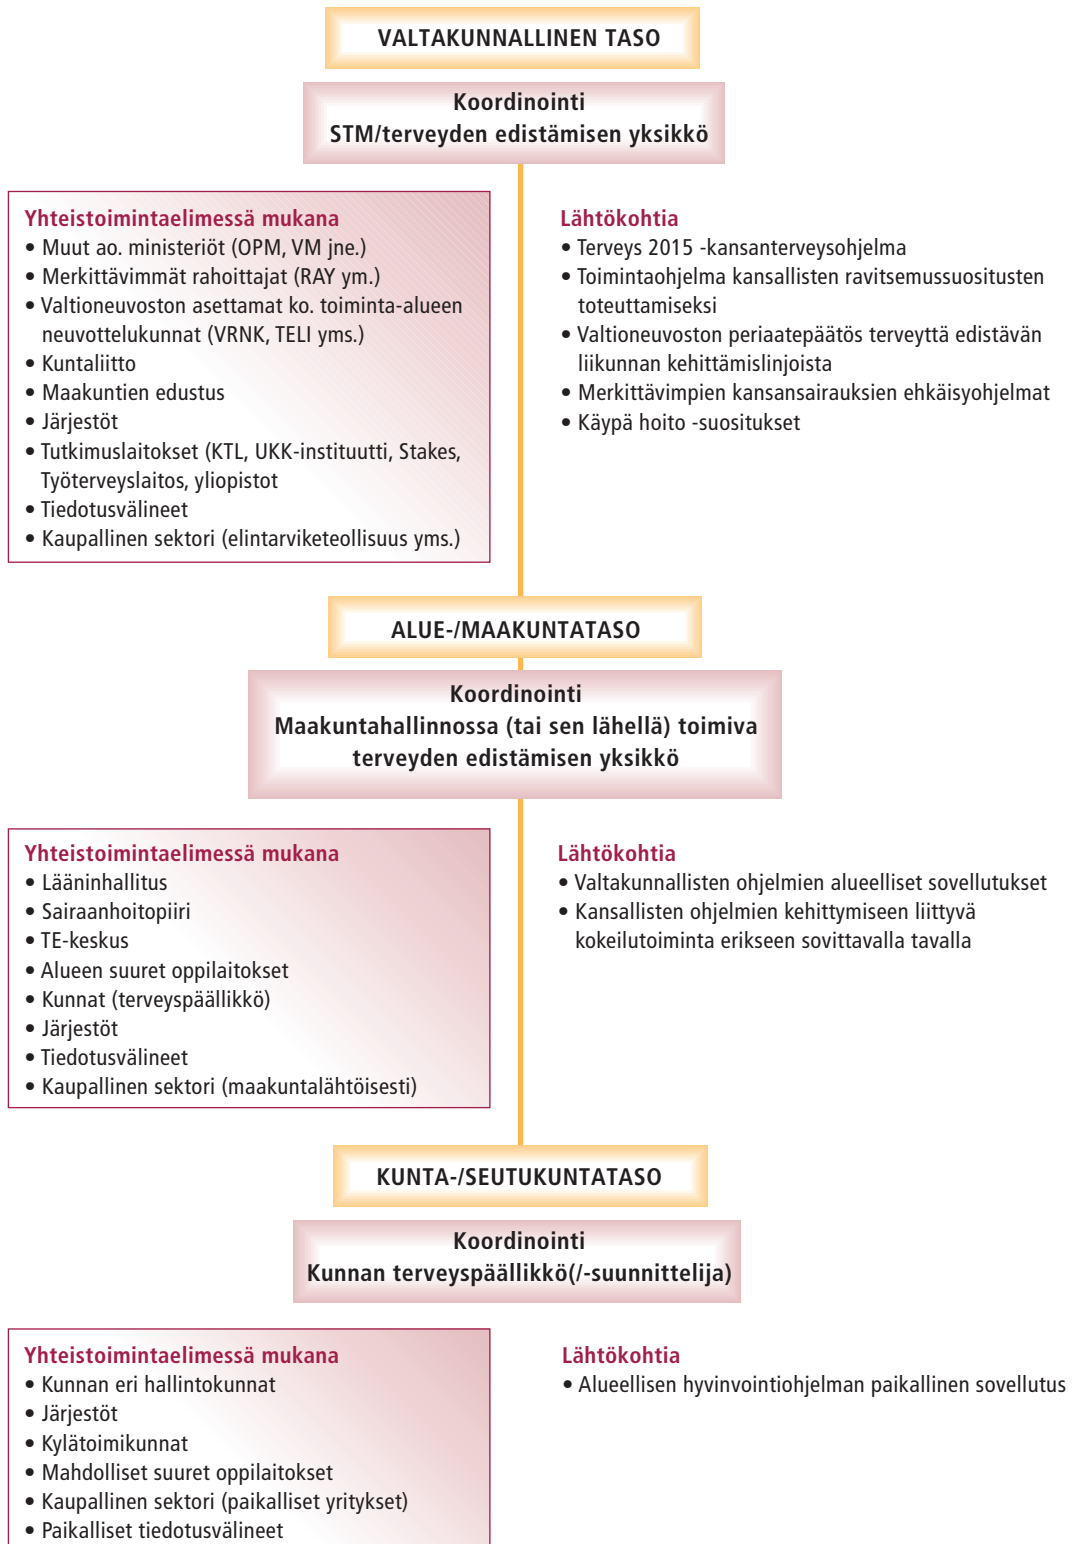 VALTAKUNNALLINEN TASO
Koordinointi
STM/terveyden edistämisen yksikkö
Yhteistoimintaelimessä mukana
• Muut ao. ministeriöt (OPM, VM jne.)
• Merkittävimmät rahoittajat (RAY ym.)
• Valtioneuvoston asettamat ko. toiminta-alueen
neuvottelukunnat (VRNK, TELI yms.)
• Kuntaliitto
• Maakuntien edustus
• Järjestöt
• Tutkimuslaitokset (KTL, UKK-instituutti, Stakes,
Työterveyslaitos, yliopistot
• Tiedotusvälineet
• Kaupallinen sektori (elintarviketeollisuus yms.)
Lähtökohtia
• Terveys 2015 -kansanterveysohjelma
• Toimintaohjelma kansallisten ravitsemussuositusten
toteuttamiseksi
• Valtioneuvoston periaatepäätös terveyttä edistävän
liikunnan kehittämislinjoista
• Merkittävimpien kansansairauksien ehkäisyohjelmat
• Käypä hoito -suositukset
ALUE-/MAAKUNTATASO
Koordinointi
Maakuntahallinnossa (tai sen lähellä) toimiva
terveyden edistämisen yksikkö
Yhteistoimintaelimessä mukana
• Lääninhallitus
• Sairaanhoitopiiri
• TE-keskus
• Alueen suuret oppilaitokset
• Kunnat (terveyspäällikkö)
• Järjestöt
• Tiedotusvälineet
• Kaupallinen sektori (maakuntalähtöisesti)
Lähtökohtia
• Valtakunnallisten ohjelmien alueelliset sovellutukset
• Kansallisten ohjelmien kehittymiseen liittyvä
kokeilutoiminta erikseen sovittavalla tavalla
KUNTA-/SEUTUKUNTATASO
Koordinointi
Kunnan terveyspäällikkö(/-suunnittelija)
Yhteistoimintaelimessä mukana
• Kunnan eri hallintokunnat
• Järjestöt
• Kylätoimikunnat
• Mahdolliset suuret oppilaitokset
• Kaupallinen sektori (paikalliset yritykset)
• Paikalliset tiedotusvälineet
Lähtökohtia
• Alueellisen hyvinvointiohjelman paikallinen sovellutus